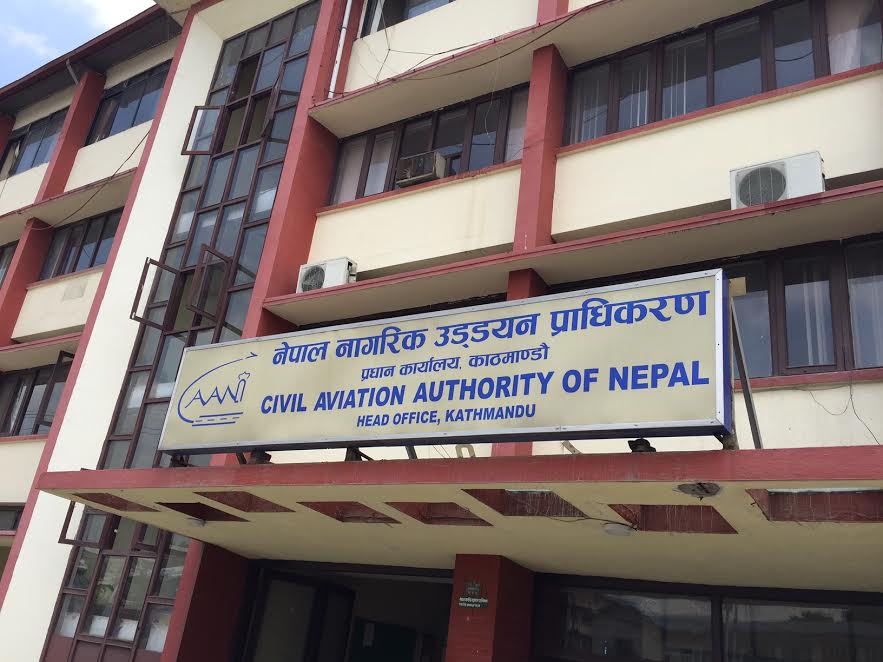 CAAN
नेपाल नागरिक उड्डयन प्राधिकरण
प्रधान कार्यालय, काठमाण्डौ
CIVIL AVIATION AUTHORITY OF NEPAL
HEAD OFFICE, KATHMANDU